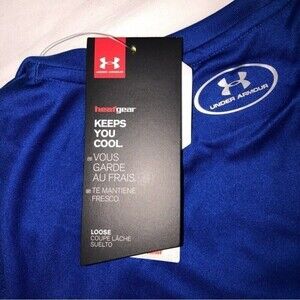 UNDER ARMOUR
heatgear
KEEPS
YOU
COOL.
VOUS
GARDE
AU FRAIS.
TE MANTIENE
FRESCO
LOOSE
COUPE LÂCHE
SUELTO
UNDER ARMOUR